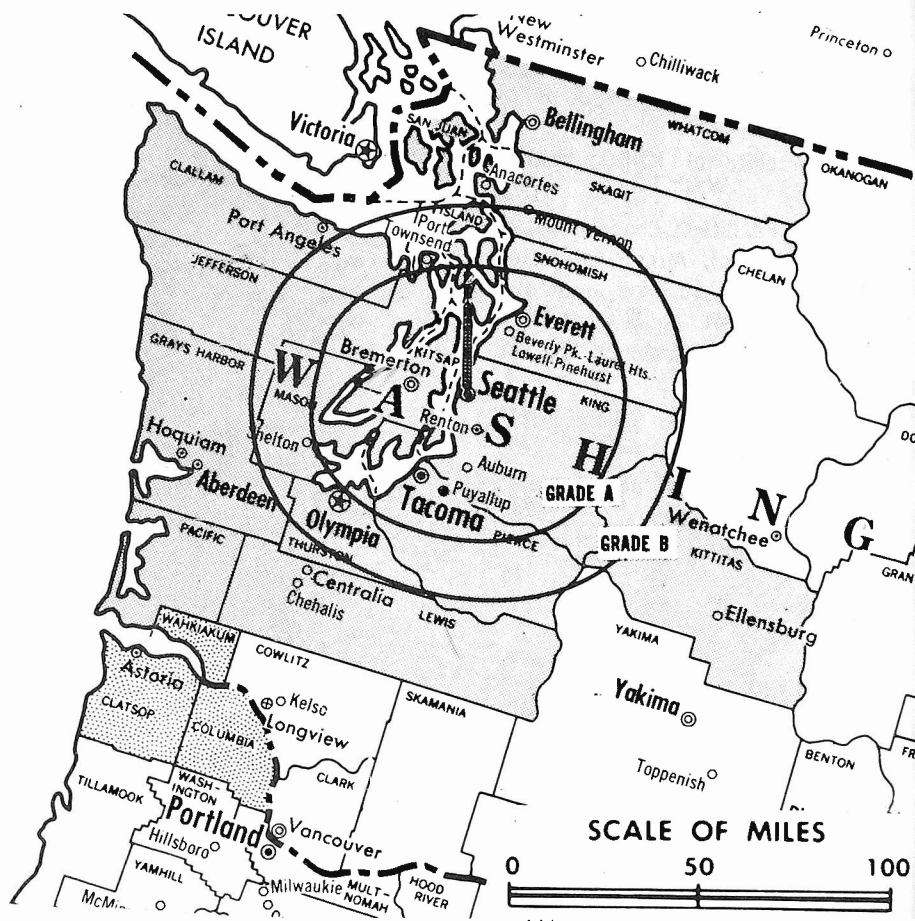 COUVER
ISLAND
New
Westminster
Chilliwack
Princeton
Victoria
SAN JUAN
Bellingham
WHATCOM
OKANOGAN
CLALLAM
Anacortes
SKAGIT
Port Angeles
ISLAND
Port
ownsend
Mount Vernon
JEFFERSON
SNOHOMISH
CHELAN
Everett
Beverly Pk.-Laurel Hts.
Lowell-Pinehurst
GRAYS HARBOR
KITSAP
Bremerton
W A S H I N G
MASON
Seattle
KING
Renton
Shelton
Hoquiam
Aberdeen
Auburn
Puyallup
Tacoma
GRADE A
Olympia
Wenatchee
PIERCE
GRADE B
KITTITAS
PACIFIC
THURSTON
GRAN
Centralia
Chehalis
LEWIS
Ellensburg
WAHKIAKUM
YAKIMA
COWLITZ
Astoria
SKAMANIA
Yakima
CLATSOP
Kelso
Longview
COLUMBIA
BENTON
FR
Toppenish
CLARK
TILLAMOOK
WASH-
INGTON
Portland
Vancouver
Hillsboro
SCALE OF MILES
0 50 100
YAMHILL
Milwaukie
MULT-
NOMAH
HOOD
RIVER